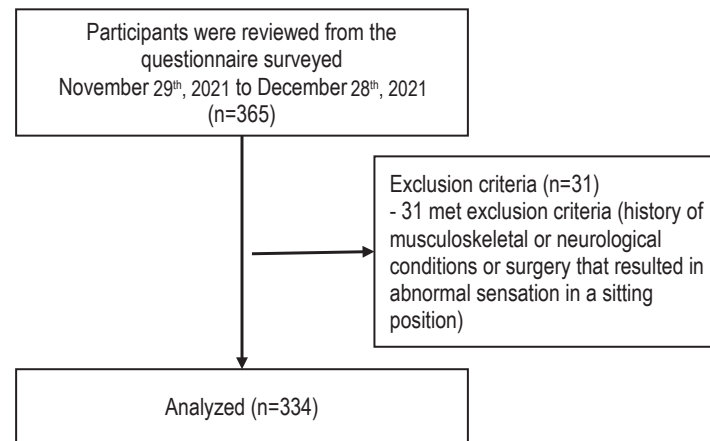 Participants were reviewed from the
questionnaire surveyed
November 29th, 2021 to December 28th, 2021
(n=365)
Exclusion criteria (n=31)
- 31 met exclusion criteria (history of
musculoskeletal or neurological
conditions or surgery that resulted in
abnormal sensation in a sitting
position)
Analyzed (n=334)